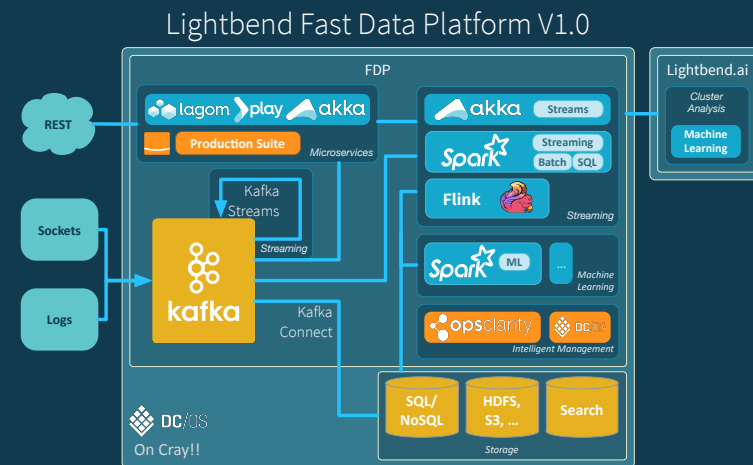 Lightbend Fast Data Platform V1.0
FDP
Lightbend.ai
REST
lagom play akka
Production Suite
Microservices
akka Streams
Spark Streaming
Batch SQL
Flink
Streaming
Cluster
Analysis
Machine
Learning
Kafka
Streams
Streaming
Sockets
Logs
kafka
Kafka
Connect
Spark ML
...
Machine
Learning
opsclarity DC/OS
Intelligent Management
SQL/
NoSQL
HDFS,
S3, ...
Search
Storage
DC/OS
On Cray!!